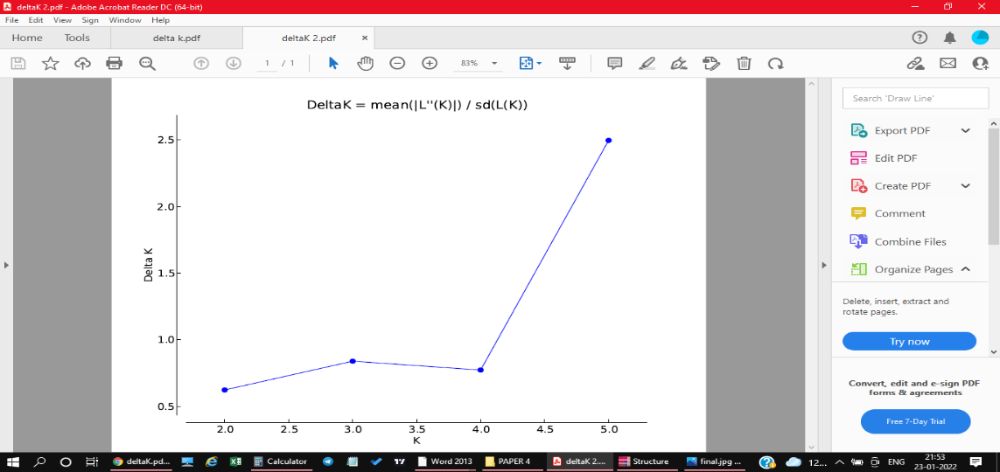 deltaK 2.pdf - Adobe Acrobat Reader DC (64-bit)
File Edit View Sign Window Help
Home Tools delta k.pdf deltaK 2.pdf ×
1 / 1 83%
DeltaK = mean(|L''(K)|) / sd(L(K))
2.5
2.0
1.5
1.0
0.5
Delta K
2.0 2.5 3.0 3.5 4.0 4.5 5.0
K
Search 'Draw Line'
Export PDF
Edit PDF
Create PDF
Comment
Combine Files
Organize Pages
Delete, insert, extract and
rotate pages.
Try now
Convert, edit and e-sign PDF
forms & agreements
Free 7-Day Trial
deltaK.pd... Calculator Word 2013 PAPER 4 deltaK 2.... Structure final.jpg ... 12... ENG 21:53
23-01-2022